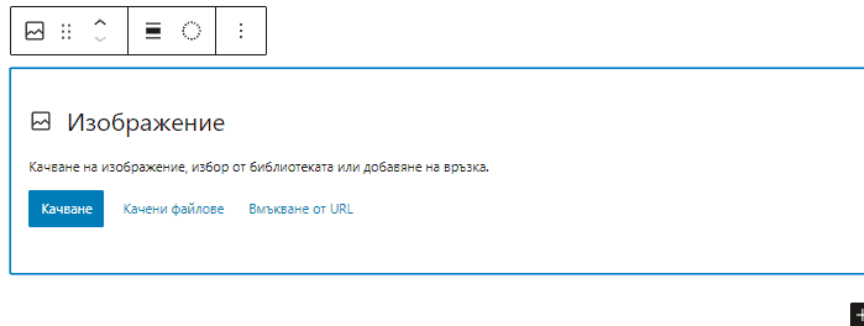 Изображение
Качване на изображение, избор от библиотеката или добавяне на връзка.
Качване Качени файлове Вмъкване от URL